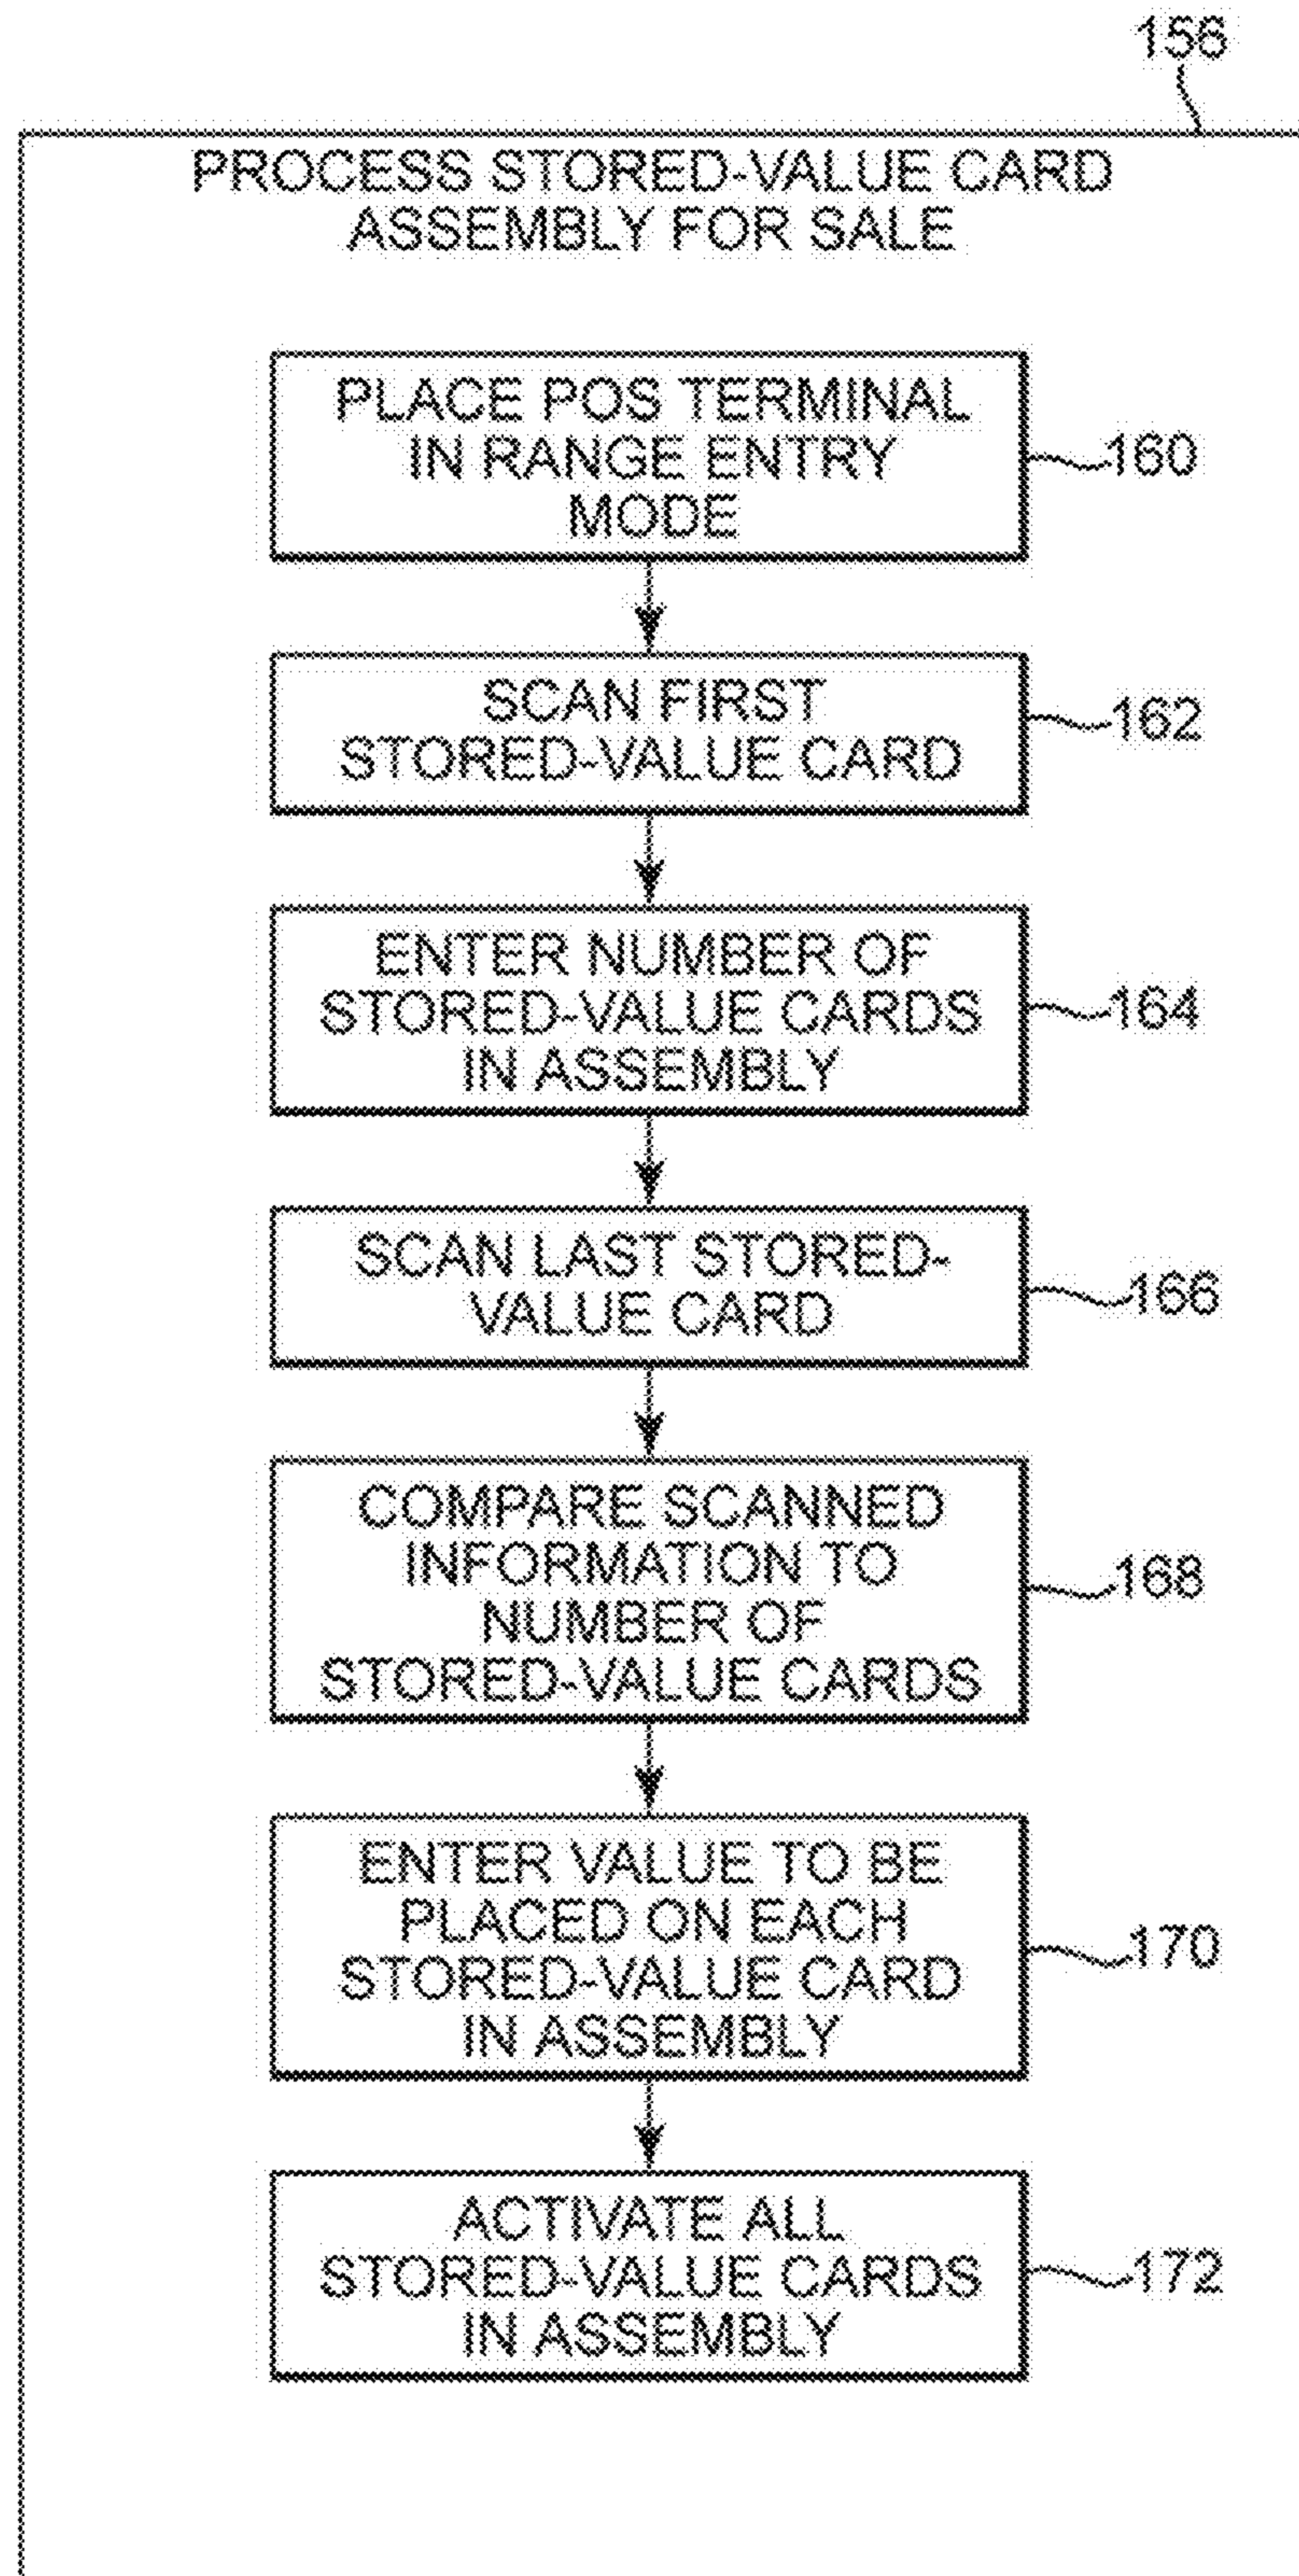 156
PROCESS STORED-VALUE CARD
ASSEMBLY FOR SALE
PLACE POS TERMINAL
IN RANGE ENTRY
MODE
160
SCAN FIRST
STORED-VALUE CARD
162
ENTER NUMBER OF
STORED-VALUE CARDS
IN ASSEMBLY
164
SCAN LAST STORED-
VALUE CARD
166
COMPARE SCANNED
INFORMATION TO
NUMBER OF
STORED-VALUE CARDS
168
ENTER VALUE TO BE
PLACED ON EACH
STORED-VALUE CARD
IN ASSEMBLY
170
ACTIVATE ALL
STORED-VALUE CARDS
IN ASSEMBLY
172